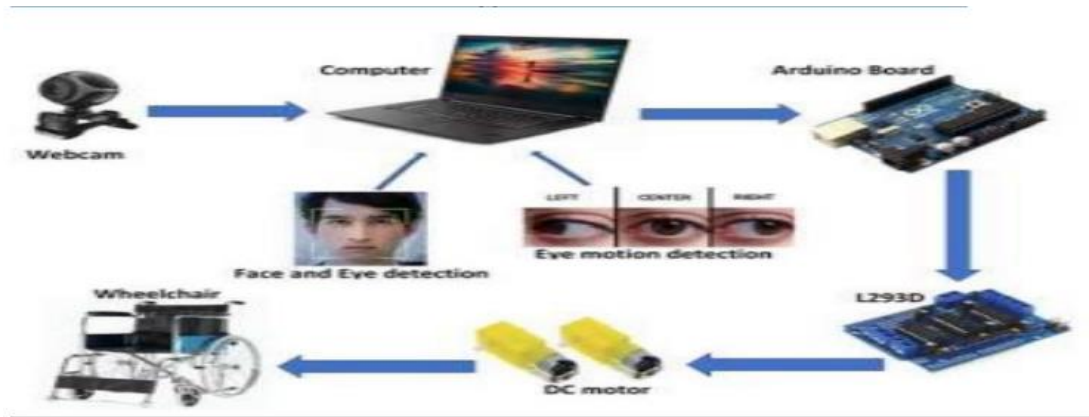 Computer
Arduino Board
Webcam
LEFT CENTER RIGHT
Face and Eye detection
Eye motion detection
Wheelchair
L293D
DC motor